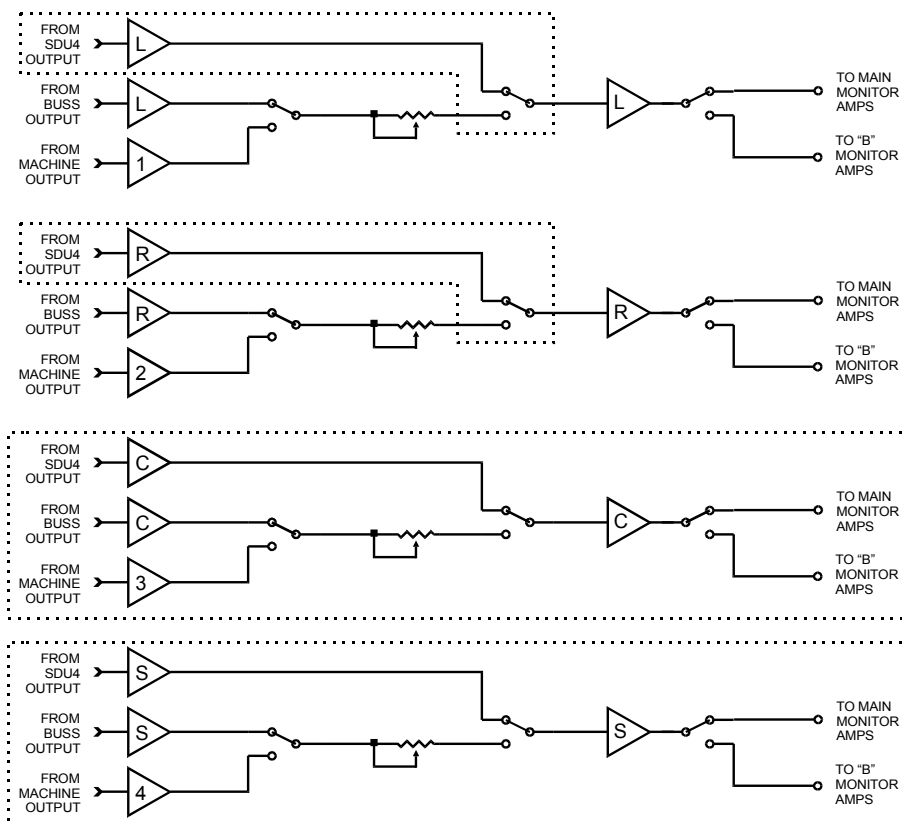 FROM
SDU4
OUTPUT
L
FROM
BUSS
OUTPUT
L
FROM
MACHINE
OUTPUT
1
L
TO MAIN
MONITOR
AMPS
TO “B”
MONITOR
AMPS
FROM
SDU4
OUTPUT
R
FROM
BUSS
OUTPUT
R
FROM
MACHINE
OUTPUT
2
R
TO MAIN
MONITOR
AMPS
TO “B”
MONITOR
AMPS
FROM
SDU4
OUTPUT
C
FROM
BUSS
OUTPUT
C
FROM
MACHINE
OUTPUT
3
C
TO MAIN
MONITOR
AMPS
TO “B”
MONITOR
AMPS
FROM
SDU4
OUTPUT
S
FROM
BUSS
OUTPUT
S
FROM
MACHINE
OUTPUT
4
S
TO MAIN
MONITOR
AMPS
TO “B”
MONITOR
AMPS